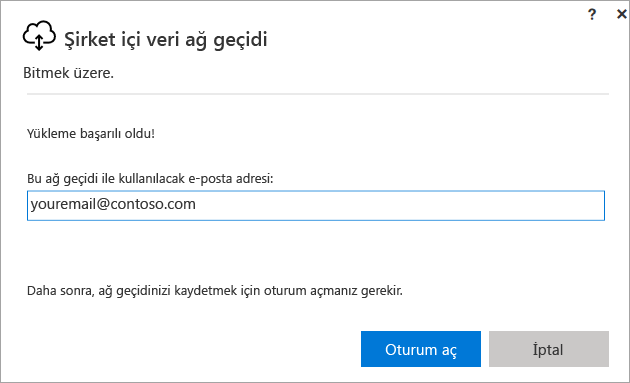 ? ×
Şirket içi veri ağ geçidi
Bitmek üzere.
Yükleme başarılı oldu!
Bu ağ geçidi ile kullanılacak e-posta adresi:
youremail@contoso.com
Daha sonra, ağ geçidinizi kaydetmek için oturum açmanız gerekir.
Oturum aç İptal